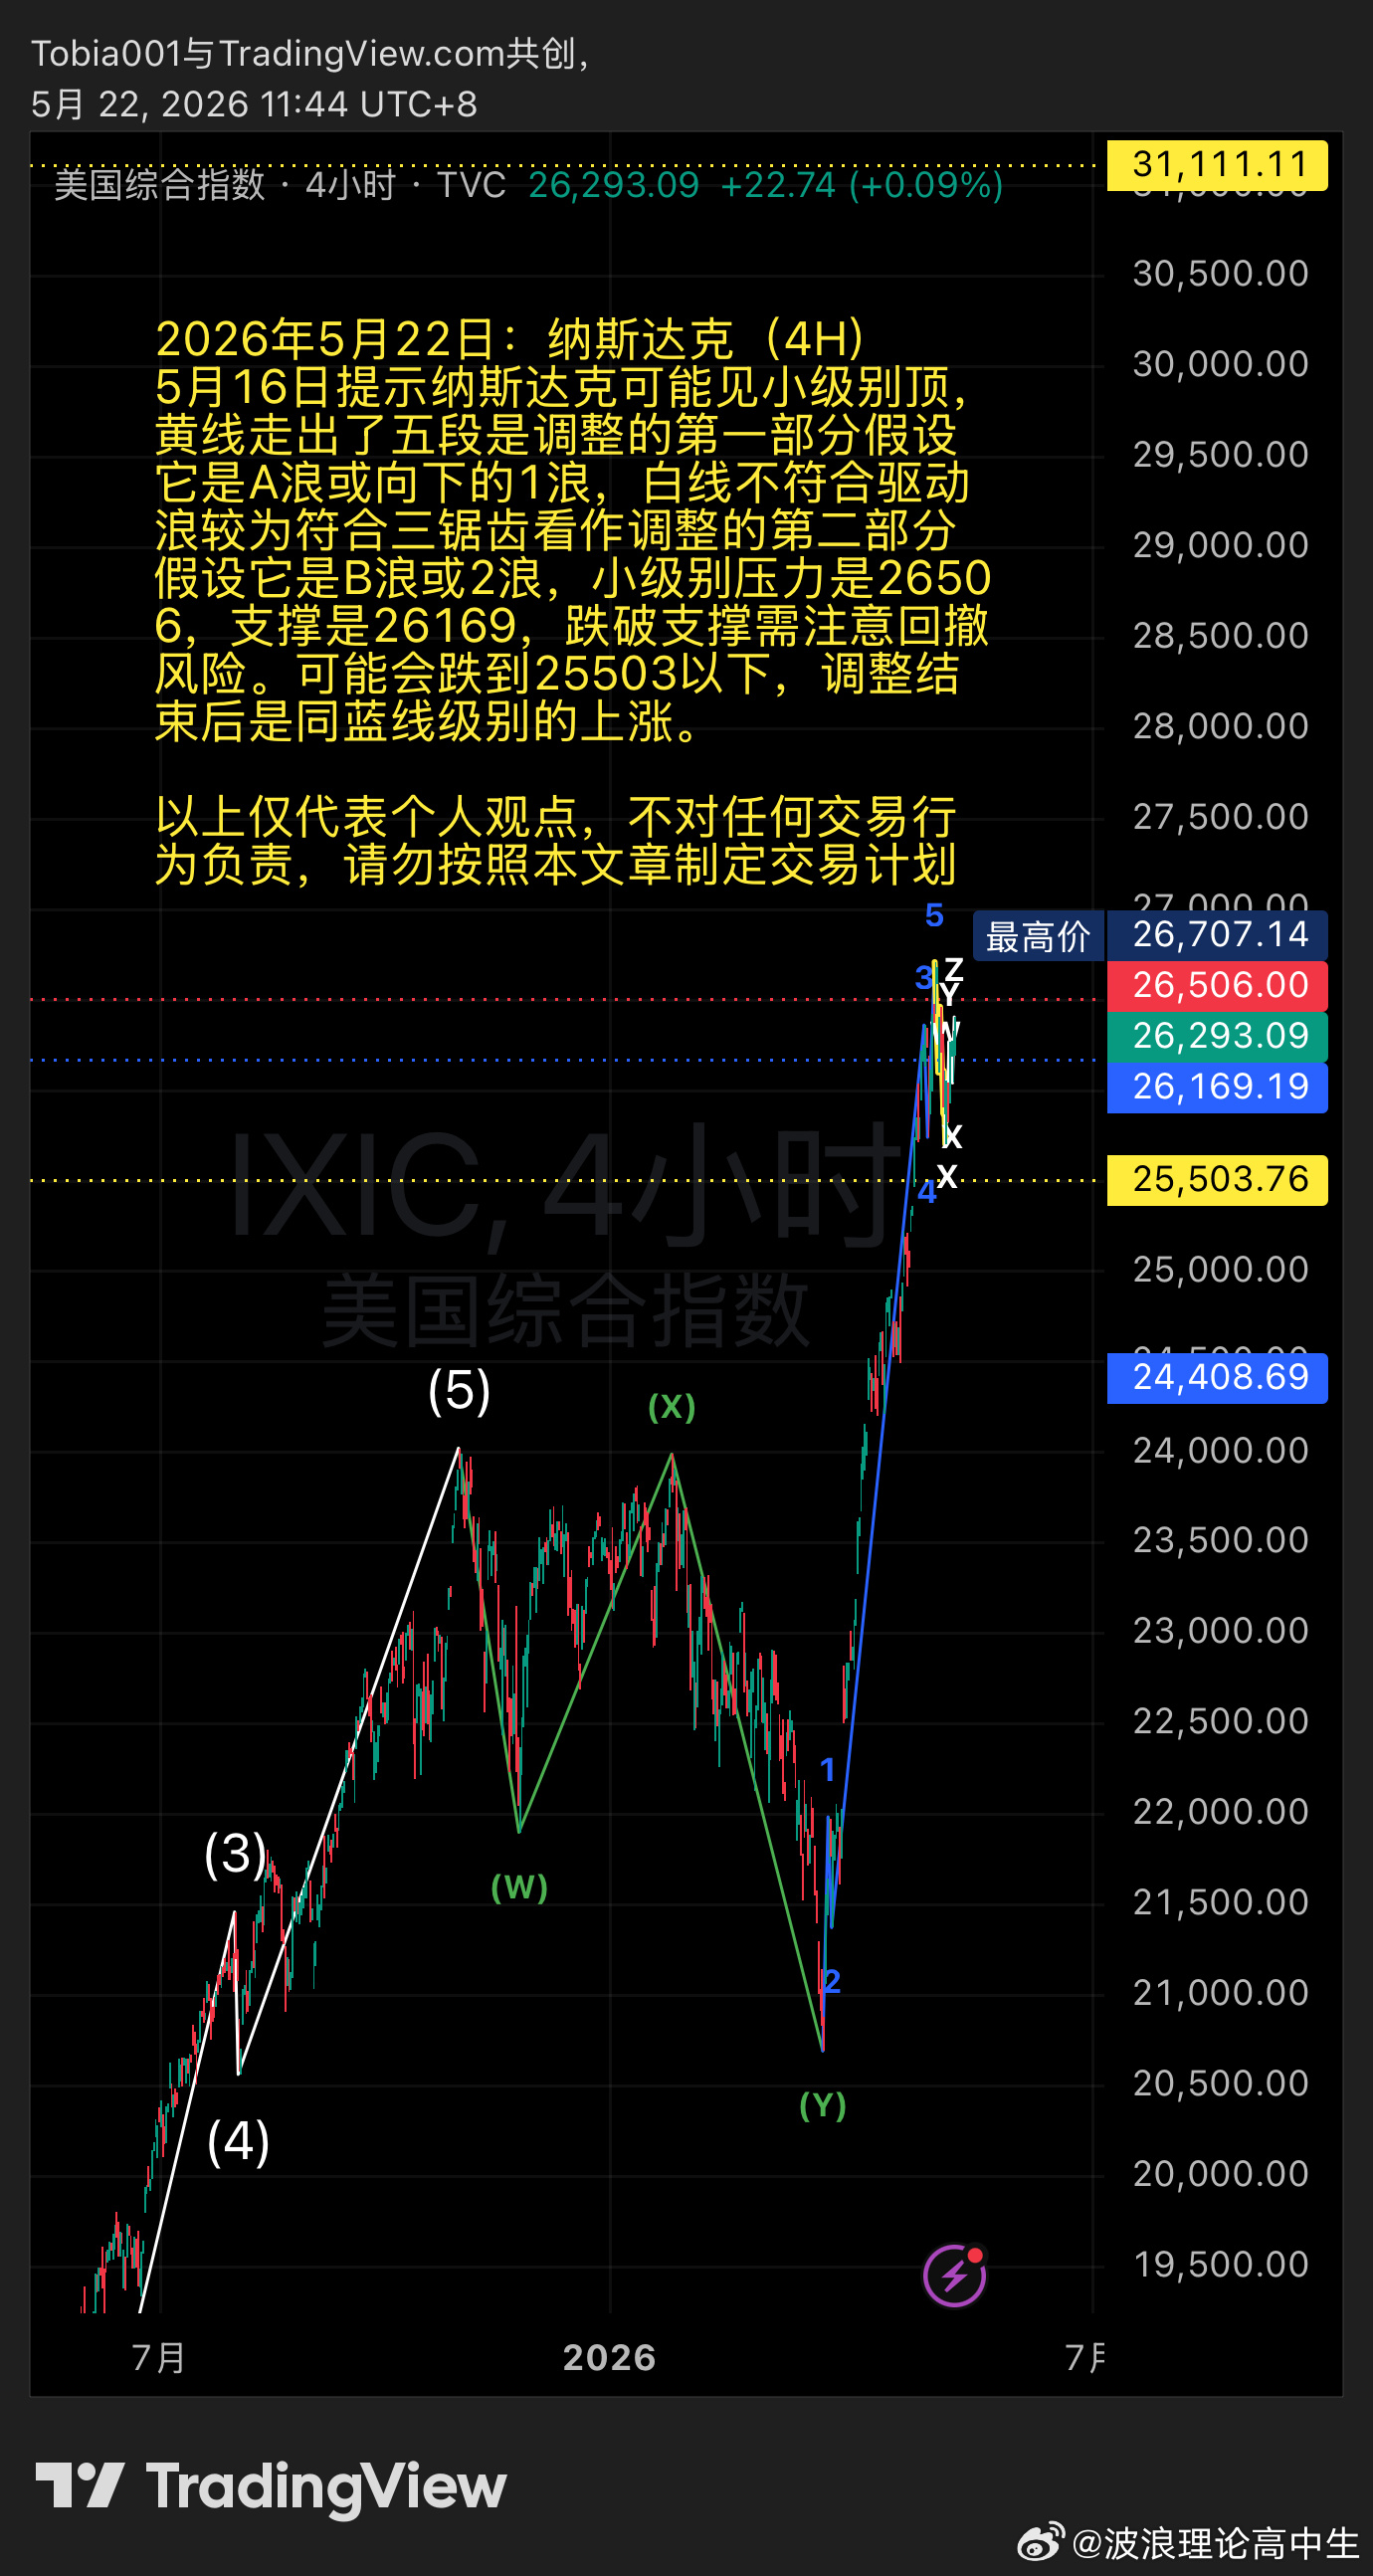 Tobia001与TradingView.com共创，
5月 22, 2026 11:44 UTC+8
31,111.11
美国综合指数 · 4小时 · TVC 26,293.09 +22.74 (+0.09%)
30,500.00
2026年5月22日：纳斯达克（4H）
5月16日提示纳斯达克可能见小级别顶，
黄线走出了五段是调整的第一部分假设
它是A浪或向下的1浪，白线不符合驱动
浪较为符合三锯齿看作调整的第二部分
假设它是B浪或2浪，小级别压力是2650
6，支撑是26169，跌破支撑需注意回撤
风险。可能会跌到25503以下，调整结
束后是同蓝线级别的上涨。
以上仅代表个人观点，不对任何交易行
为负责，请勿按照本文章制定交易计划
30,000.00
29,500.00
29,000.00
28,500.00
28,000.00
27,500.00
27,000.00
5
最高价 26,707.14
Z
3
Y
26,506.00
W
26,293.09
26,169.19
X
X
4
25,503.76
IXIC, 4小时
美国综合指数
25,000.00
24,408.69
(5)
(X)
24,000.00
23,500.00
23,000.00
22,500.00
1
22,000.00
(3)
(W)
21,500.00
2
21,000.00
20,500.00
(Y)
(4)
20,000.00
19,500.00
7月
2026
7月
TradingView
@波浪理论高中生